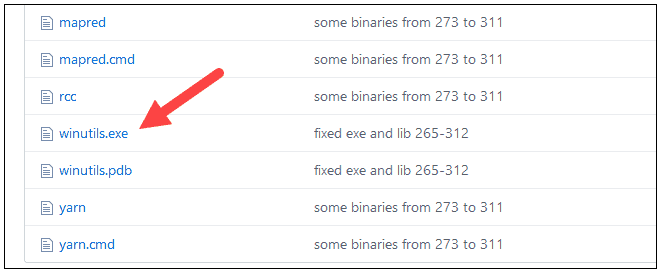 mapred some binaries from 273 to 311
mapred.cmd some binaries from 273 to 311
rcc some binaries from 273 to 311
winutils.exe fixed exe and lib 265-312
winutils.pdb fixed exe and lib 265-312
yarn some binaries from 273 to 311
yarn.cmd some binaries from 273 to 311